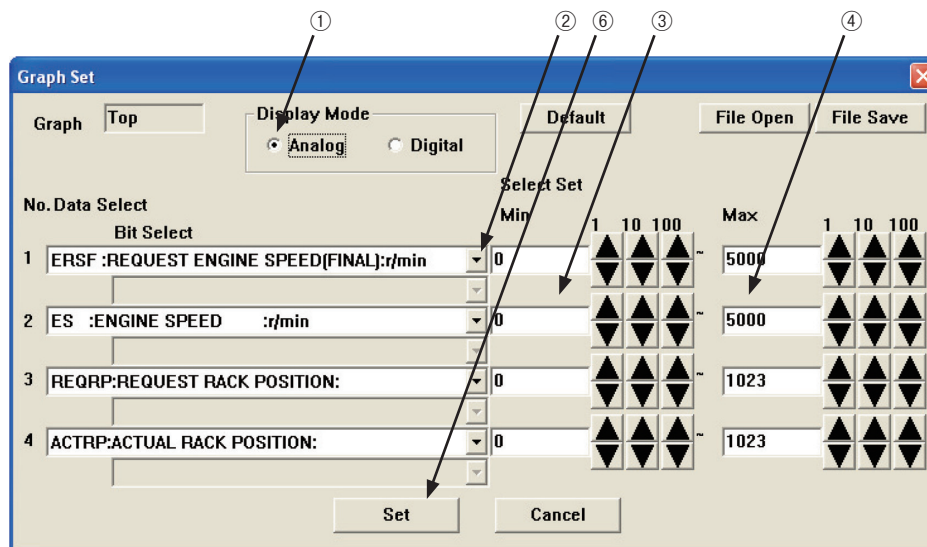 ① ② ⑥ ③ ④
Graph Set
Graph Top Display Mode Default File Open File Save
Analog Digital
Select Set
No. Data Select Min Max
Bit Select 1 10 100 1 10 100
1 ERSF :REQUEST ENGINE SPEED(FINAL):r/min 0 ~ 5000
2 ES :ENGINE SPEED :r/min 0 ~ 5000
3 REQRP:REQUEST RACK POSITION: 0 ~ 1023
4 ACTRP:ACTUAL RACK POSITION: 0 ~ 1023
Set Cancel